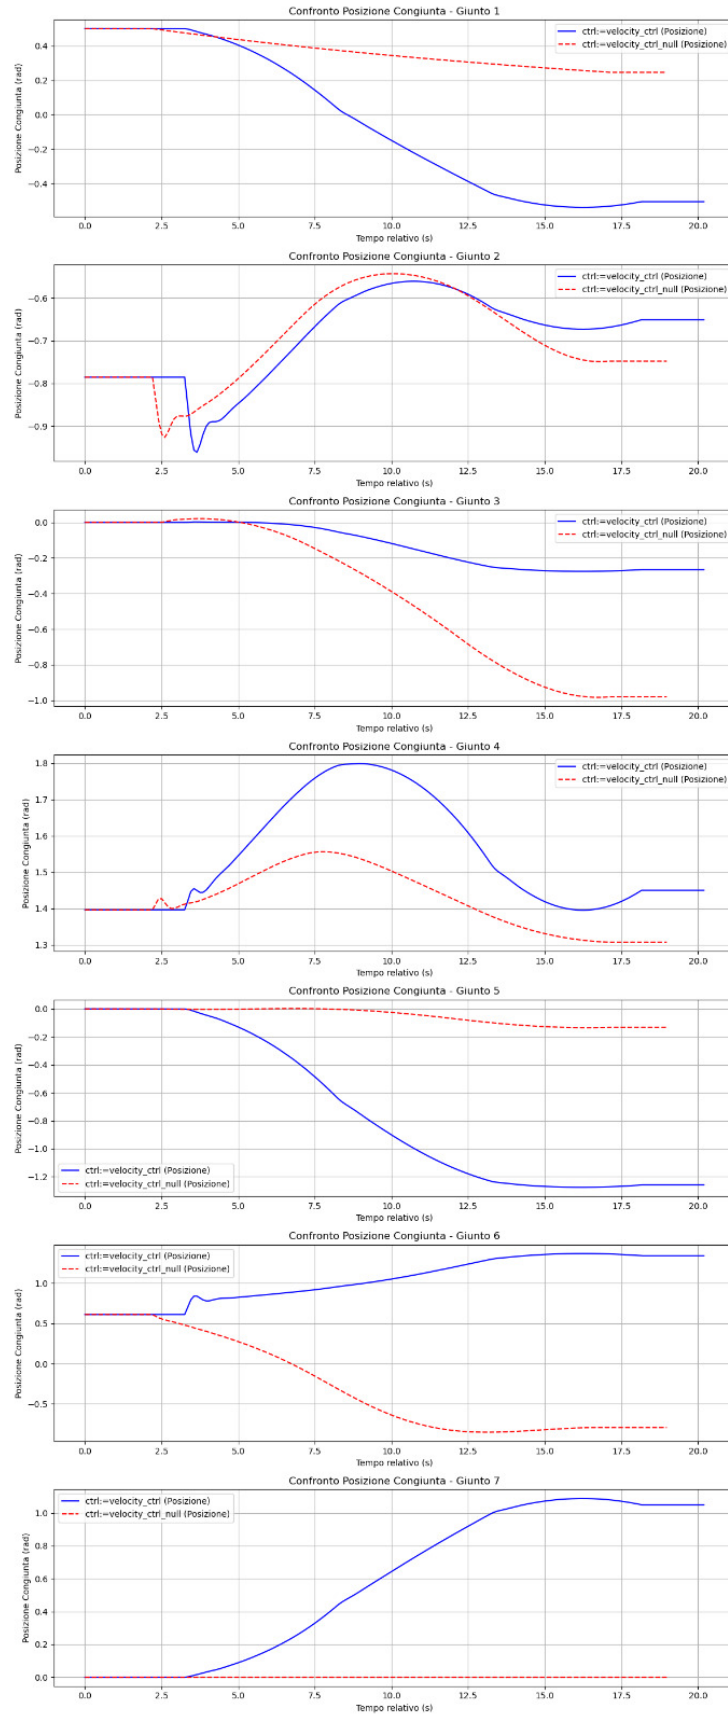 Confronto Posizione Congiunta - Giunto 1
Posizione Congiunta (rad)
0.4
0.2
0.0
−0.2
−0.4
ctrl:=velocity_ctrl (Posizione)
ctrl:=velocity_ctrl_null (Posizione)
0.0 2.5 5.0 7.5 10.0 12.5 15.0 17.5 20.0
Tempo relativo (s)
Confronto Posizione Congiunta - Giunto 2
Posizione Congiunta (rad)
−0.6
−0.7
−0.8
−0.9
ctrl:=velocity_ctrl (Posizione)
ctrl:=velocity_ctrl_null (Posizione)
0.0 2.5 5.0 7.5 10.0 12.5 15.0 17.5 20.0
Tempo relativo (s)
Confronto Posizione Congiunta - Giunto 3
Posizione Congiunta (rad)
0.0
−0.2
−0.4
−0.6
−0.8
−1.0
ctrl:=velocity_ctrl (Posizione)
ctrl:=velocity_ctrl_null (Posizione)
0.0 2.5 5.0 7.5 10.0 12.5 15.0 17.5 20.0
Tempo relativo (s)
Confronto Posizione Congiunta - Giunto 4
Posizione Congiunta (rad)
1.8
1.7
1.6
1.5
1.4
1.3
ctrl:=velocity_ctrl (Posizione)
ctrl:=velocity_ctrl_null (Posizione)
0.0 2.5 5.0 7.5 10.0 12.5 15.0 17.5 20.0
Tempo relativo (s)
Confronto Posizione Congiunta - Giunto 5
Posizione Congiunta (rad)
0.0
−0.2
−0.4
−0.6
−0.8
−1.0
−1.2
ctrl:=velocity_ctrl (Posizione)
ctrl:=velocity_ctrl_null (Posizione)
0.0 2.5 5.0 7.5 10.0 12.5 15.0 17.5 20.0
Tempo relativo (s)
Confronto Posizione Congiunta - Giunto 6
Posizione Congiunta (rad)
ctrl:=velocity_ctrl (Posizione)
ctrl:=velocity_ctrl_null (Posizione)
1.0
0.5
0.0
−0.5
0.0 2.5 5.0 7.5 10.0 12.5 15.0 17.5 20.0
Tempo relativo (s)
Confronto Posizione Congiunta - Giunto 7
Posizione Congiunta (rad)
ctrl:=velocity_ctrl (Posizione)
ctrl:=velocity_ctrl_null (Posizione)
1.0
0.8
0.6
0.4
0.2
0.0
0.0 2.5 5.0 7.5 10.0 12.5 15.0 17.5 20.0
Tempo relativo (s)